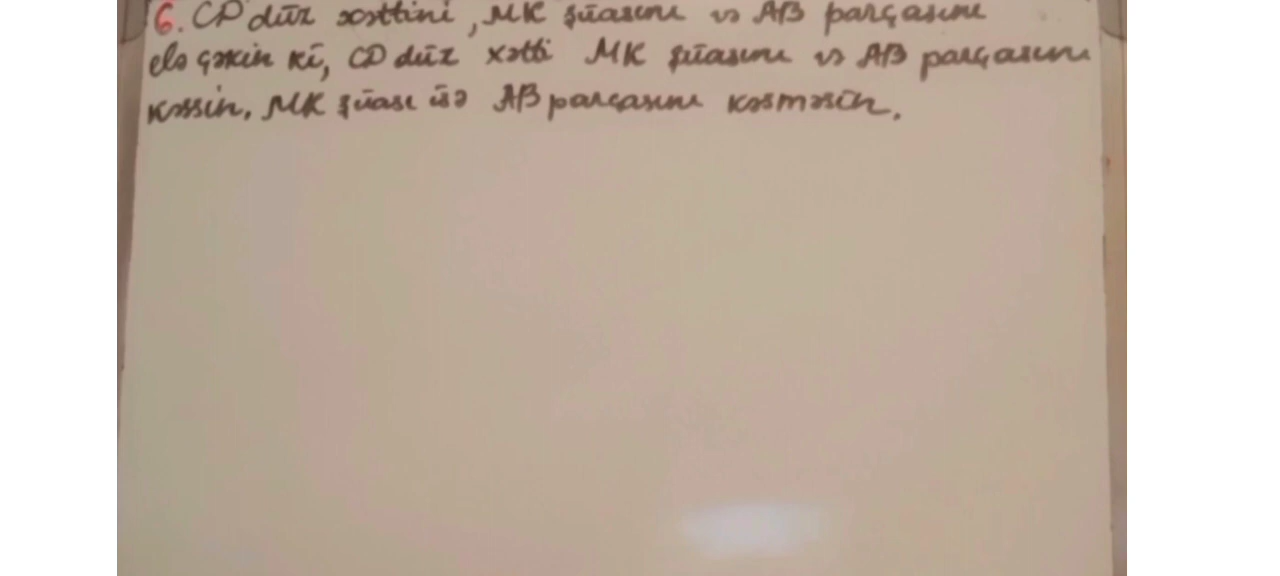 6. CD düz xəttini, MK şüasını və AB parçasını
elə çəkin ki, CD düz xətti MK şüasını və AB parçasını
kəssin, MK şüası isə AB parçasını kəsməsin.